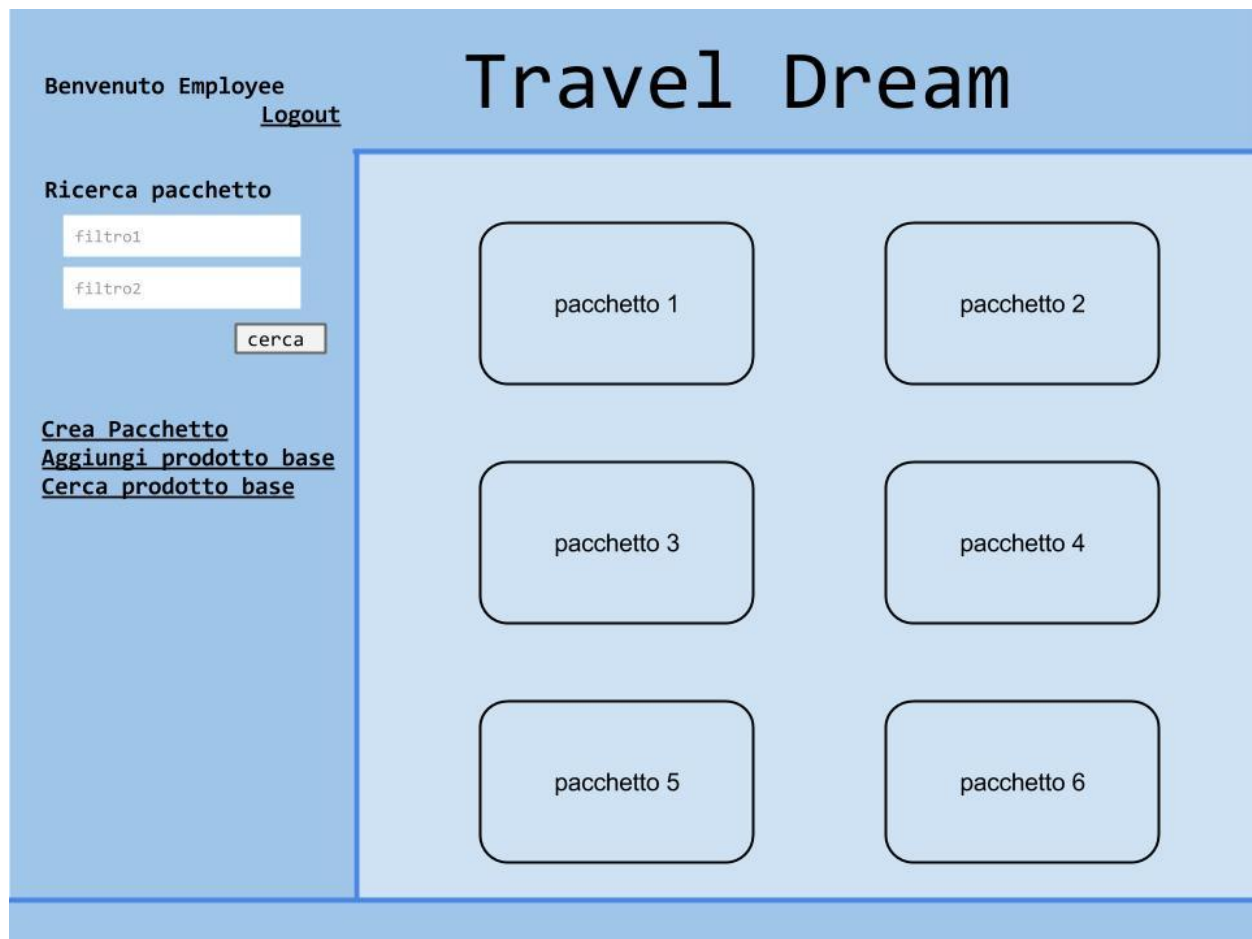 Benvenuto Employee
Logout
Travel Dream
Ricerca pacchetto
filtro1
filtro2
cerca
Crea Pacchetto
Aggiungi prodotto base
Cerca prodotto base
pacchetto 1
pacchetto 2
pacchetto 3
pacchetto 4
pacchetto 5
pacchetto 6